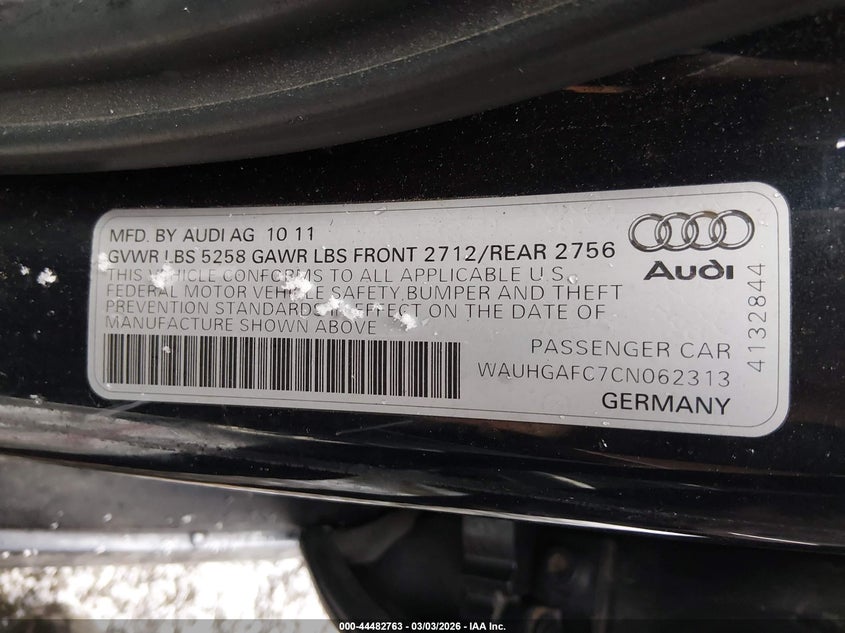 MFD. BY AUDI AG 10 11
GVWR LBS 5258 GAWR LBS FRONT 2712/REAR 2756
THIS VEHICLE CONFORMS TO ALL APPLICABLE U.S.
FEDERAL MOTOR VEHICLE SAFETY, BUMPER AND THEFT
PREVENTION STANDARDS IN EFFECT ON THE DATE OF
MANUFACTURE SHOWN ABOVE
Audi
4132844
PASSENGER CAR
WAUHGAFC7CN062313
GERMANY
000-44482763 - 03/03/2026 - IAA Inc.